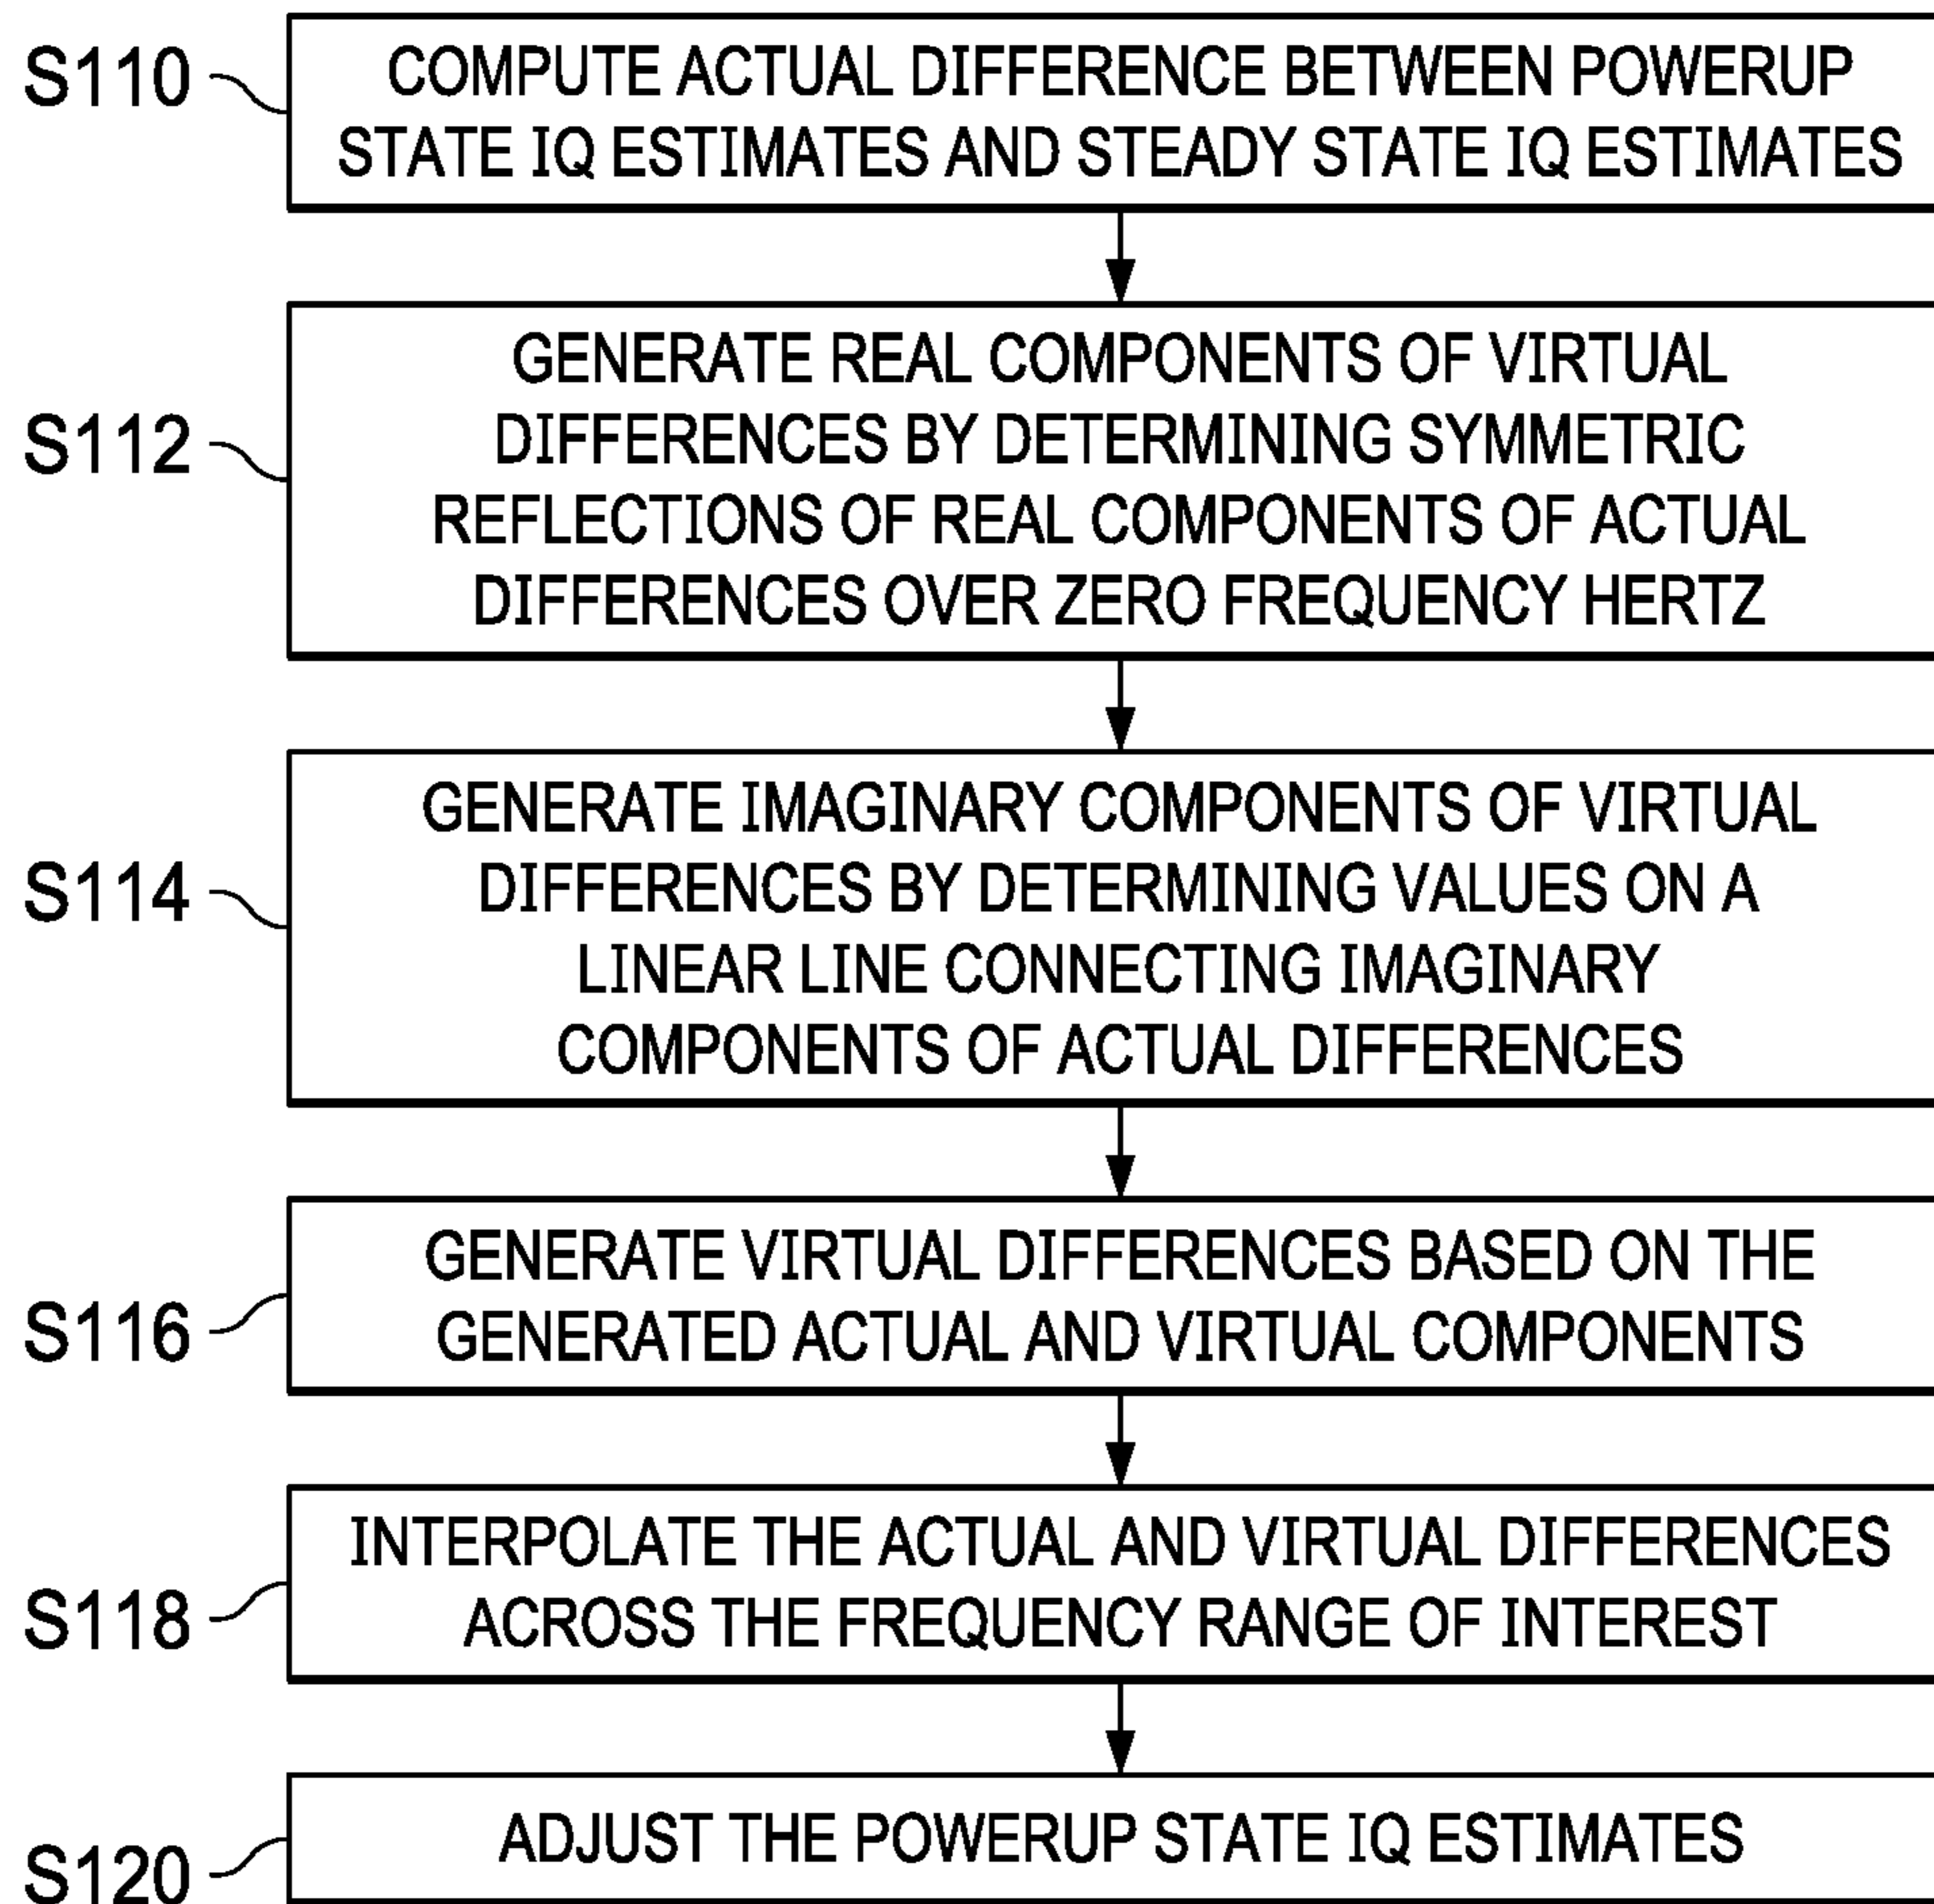 S110
COMPUTE ACTUAL DIFFERENCE BETWEEN POWERUP
STATE IQ ESTIMATES AND STEADY STATE IQ ESTIMATES
S112
GENERATE REAL COMPONENTS OF VIRTUAL
DIFFERENCES BY DETERMINING SYMMETRIC
REFLECTIONS OF REAL COMPONENTS OF ACTUAL
DIFFERENCES OVER ZERO FREQUENCY HERTZ
S114
GENERATE IMAGINARY COMPONENTS OF VIRTUAL
DIFFERENCES BY DETERMINING VALUES ON A
LINEAR LINE CONNECTING IMAGINARY
COMPONENTS OF ACTUAL DIFFERENCES
S116
GENERATE VIRTUAL DIFFERENCES BASED ON THE
GENERATED ACTUAL AND VIRTUAL COMPONENTS
S118
INTERPOLATE THE ACTUAL AND VIRTUAL DIFFERENCES
ACROSS THE FREQUENCY RANGE OF INTEREST
S120
ADJUST THE POWERUP STATE IQ ESTIMATES